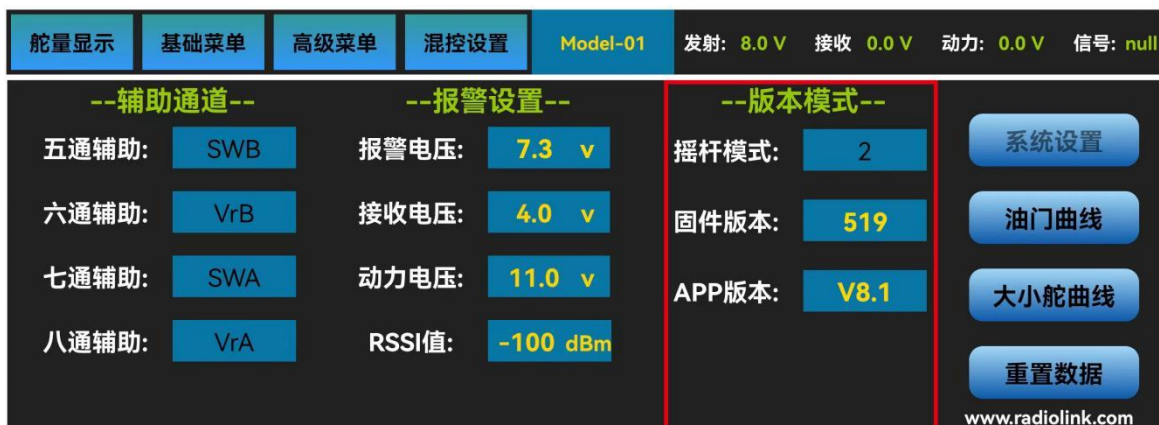 舵量显示 基础菜单 高级菜单 混控设置 Model-01 发射: 8.0 V 接收 0.0 V 动力: 0.0 V 信号: null
--辅助通道-- --报警设置-- --版本模式--
五通辅助: SWB 报警电压: 7.3 v 摇杆模式: 2 系统设置
六通辅助: VrB 接收电压: 4.0 v 固件版本: 519 油门曲线
七通辅助: SWA 动力电压: 11.0 v APP版本: V8.1 大小舵曲线
八通辅助: VrA RSSI值: -100 dBm 重置数据
www.radiolink.com